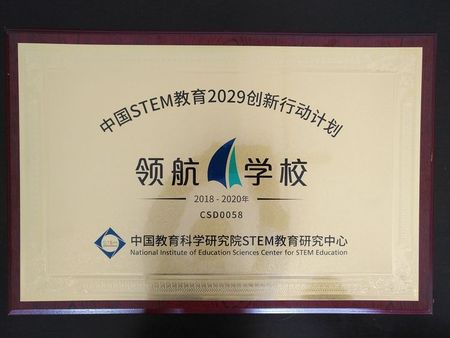 中国STEM教育2029创新行动计划
领航学校
2018 - 2020年
CSD0058
中国教育科学研究院STEM教育研究中心
National Institute of Education Sciences Center for STEM Education